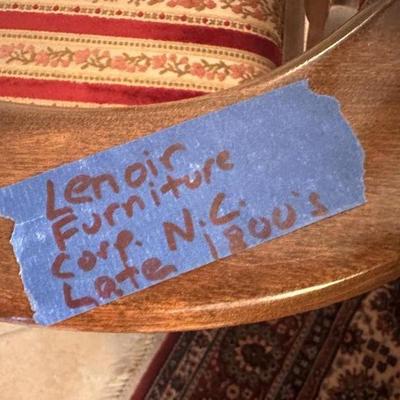 Lenoir
Furniture
Corp. N.C.
Late 1800's